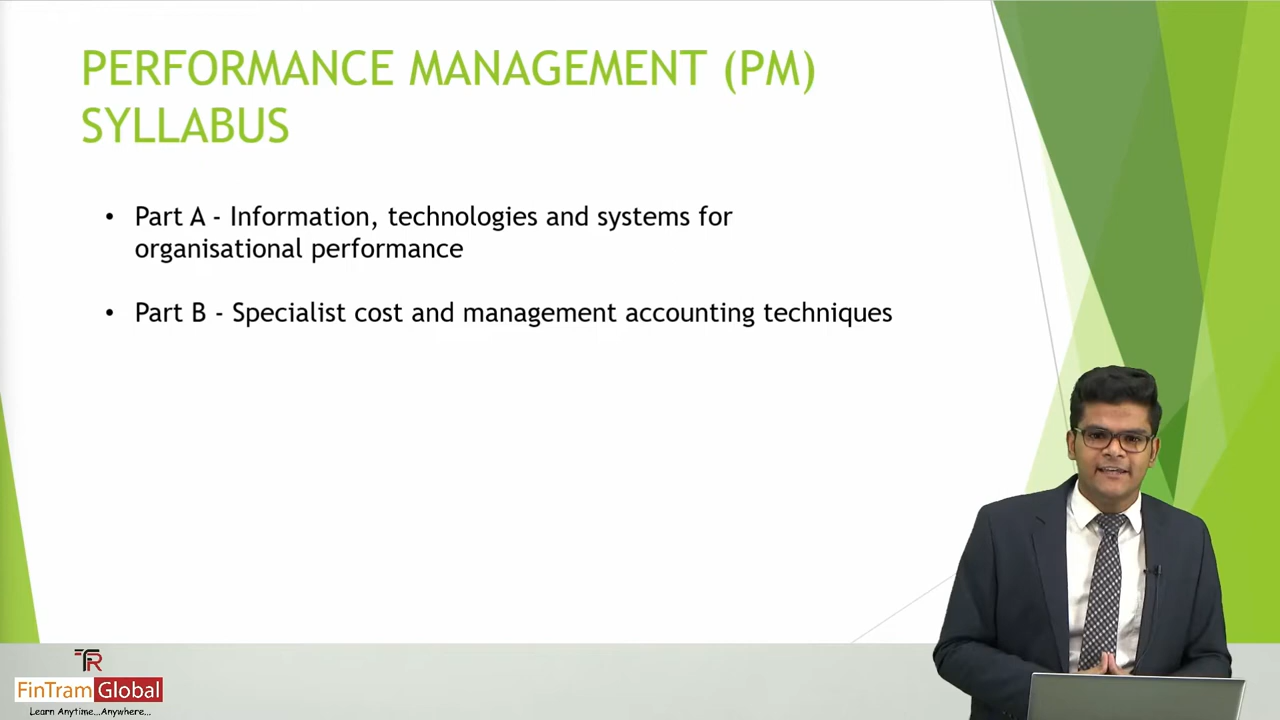 PERFORMANCE MANAGEMENT (PM)
SYLLABUS
• Part A - Information, technologies and systems for
organisational performance
• Part B - Specialist cost and management accounting techniques
FR
FinTram Global
Learn Anytime...Anywhere...